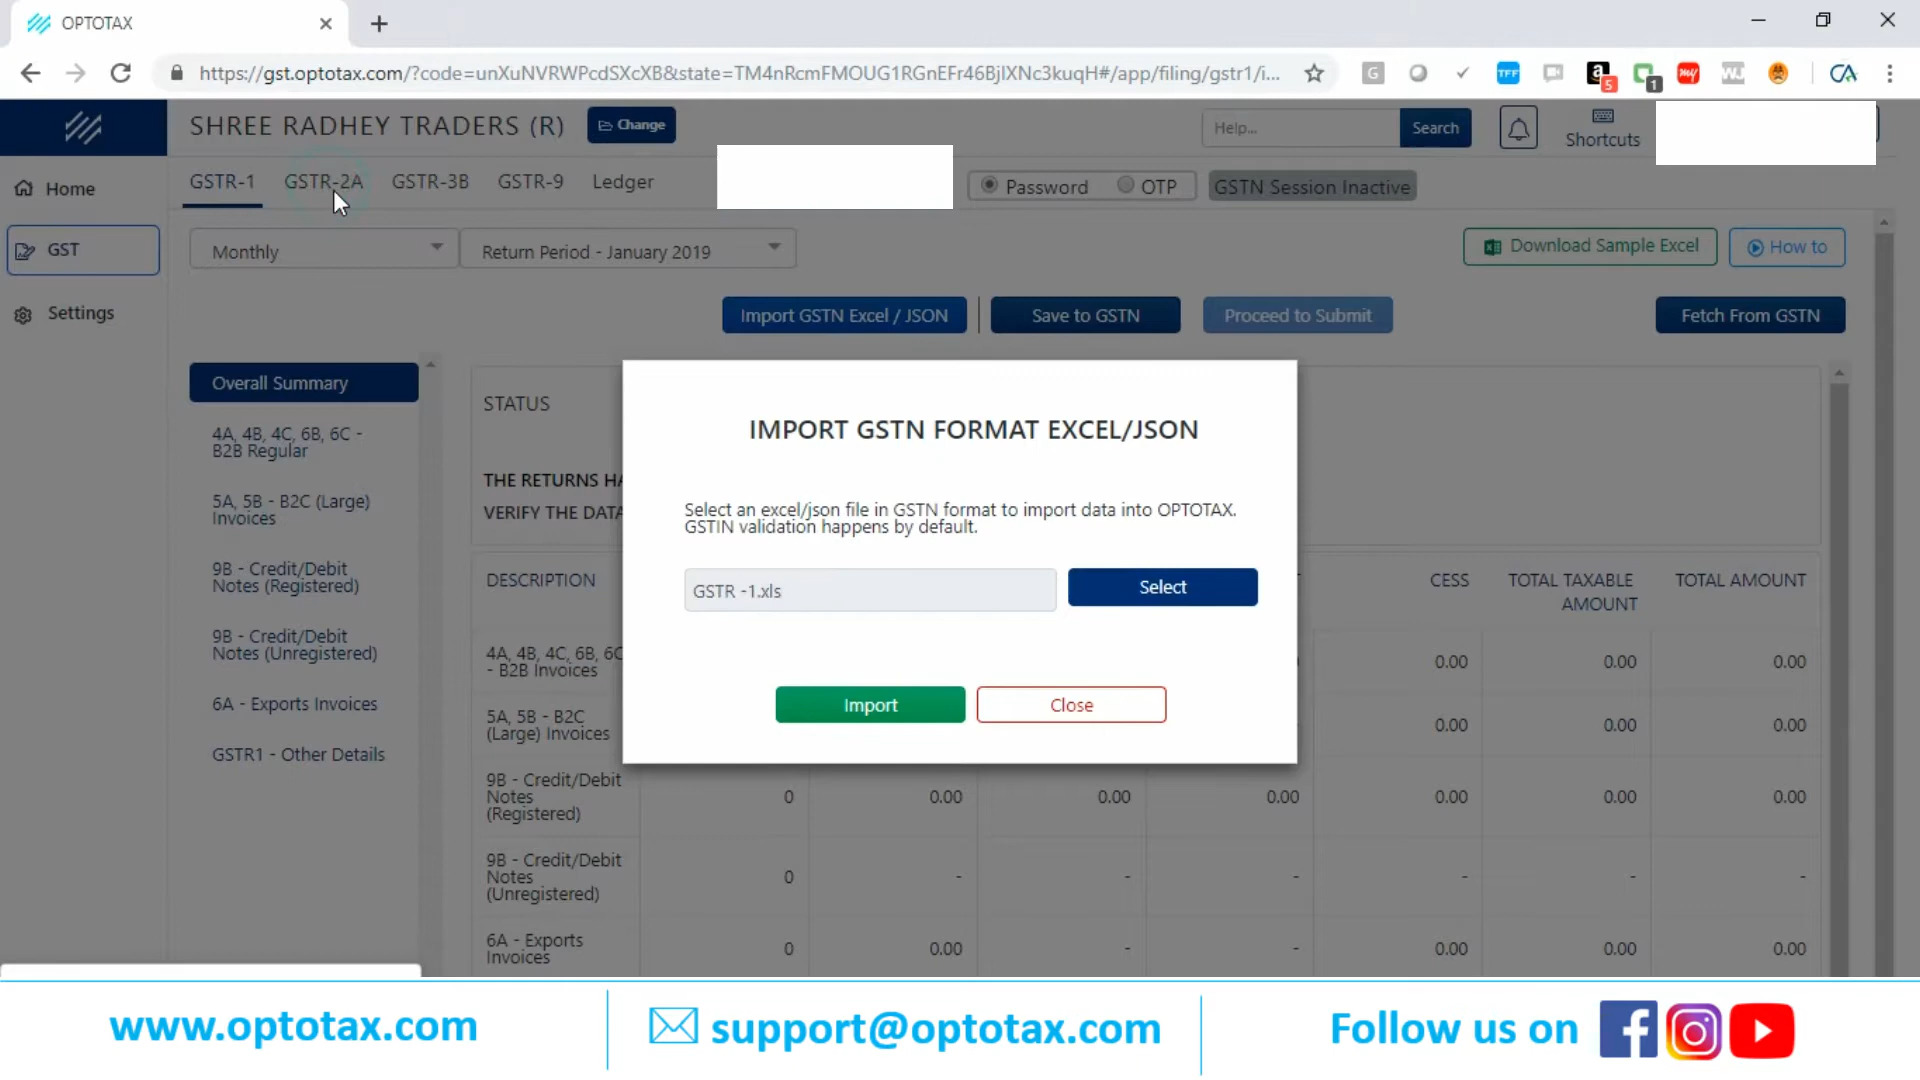 OPTOTAX
https://gst.optotax.com/?code=unXuNVRWPcdSXcXB&state=TM4nRcmFMOUG1RGnEFr46BjIXNc3kuqH#/app/filing/gstr1/i...
SHREE RADHEY TRADERS (R)
Change
Help...
Search
Shortcuts
Home
GST
Settings
GSTR-1
GSTR-2A
GSTR-3B
GSTR-9
Ledger
Password
OTP
GSTN Session Inactive
Monthly
Return Period - January 2019
Download Sample Excel
How to
Import GSTN Excel / JSON
Save to GSTN
Proceed to Submit
Fetch From GSTN
Overall Summary
4A, 4B, 4C, 6B, 6C -
B2B Regular
5A, 5B - B2C (Large)
Invoices
9B - Credit/Debit
Notes (Registered)
9B - Credit/Debit
Notes (Unregistered)
6A - Exports Invoices
GSTR1 - Other Details
STATUS
THE RETURNS
VERIFY THE DATA
IMPORT GSTN FORMAT EXCEL/JSON
Select an excel/json file in GSTN format to import data into OPTOTAX.
GSTIN validation happens by default.
GSTR -1.xls
Select
Import
Close
DESCRIPTION
CESS
TOTAL TAXABLE
AMOUNT
TOTAL AMOUNT
4A, 4B, 4C, 6B, 6C
- B2B Invoices
0.00 0.00 0.00
5A, 5B - B2C
(Large) Invoices
0.00 0.00 0.00
9B - Credit/Debit
Notes
(Registered)
0 0.00 0.00 0.00 0.00 0.00 0.00
9B - Credit/Debit
Notes
(Unregistered)
0 - - - - - -
6A - Exports
Invoices
0 0.00 - - 0.00 0.00 0.00
www.optotax.com
support@optotax.com
Follow us on